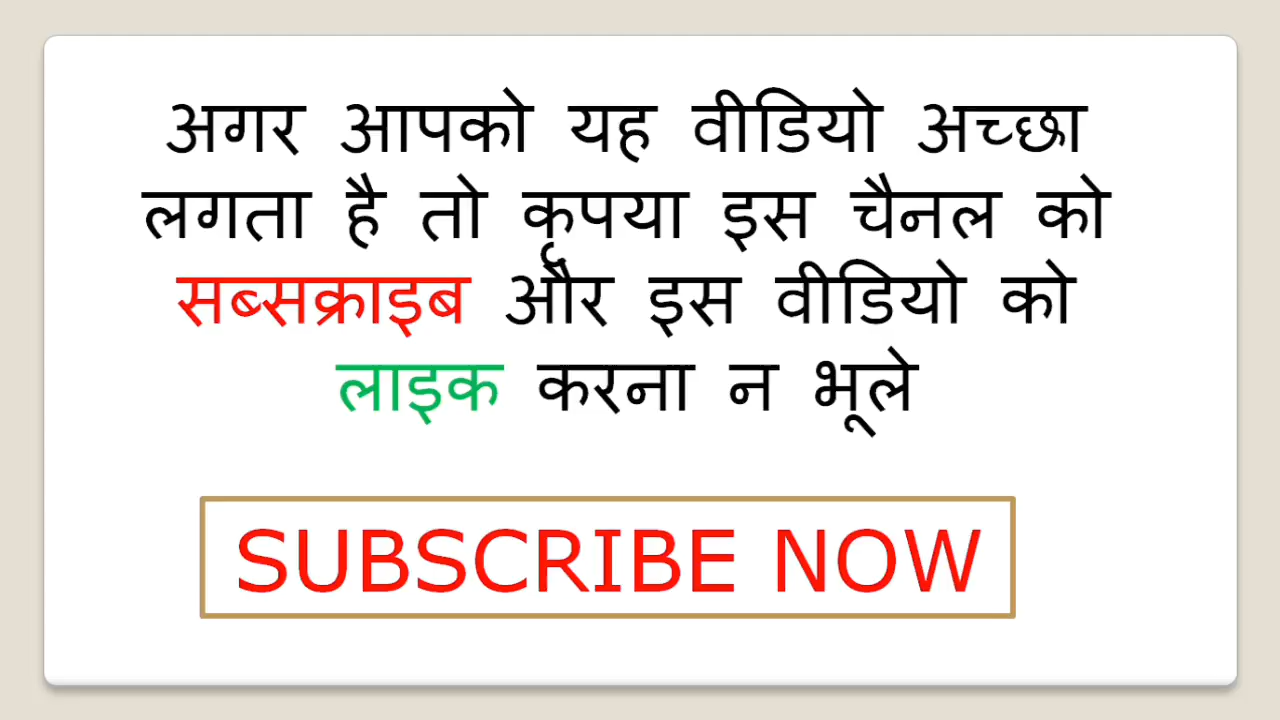 अगर आपको यह वीडियो अच्छा
लगता है तो कृपया इस चैनल को
सब्सक्राइब और इस वीडियो को
लाइक करना न भूले
SUBSCRIBE NOW